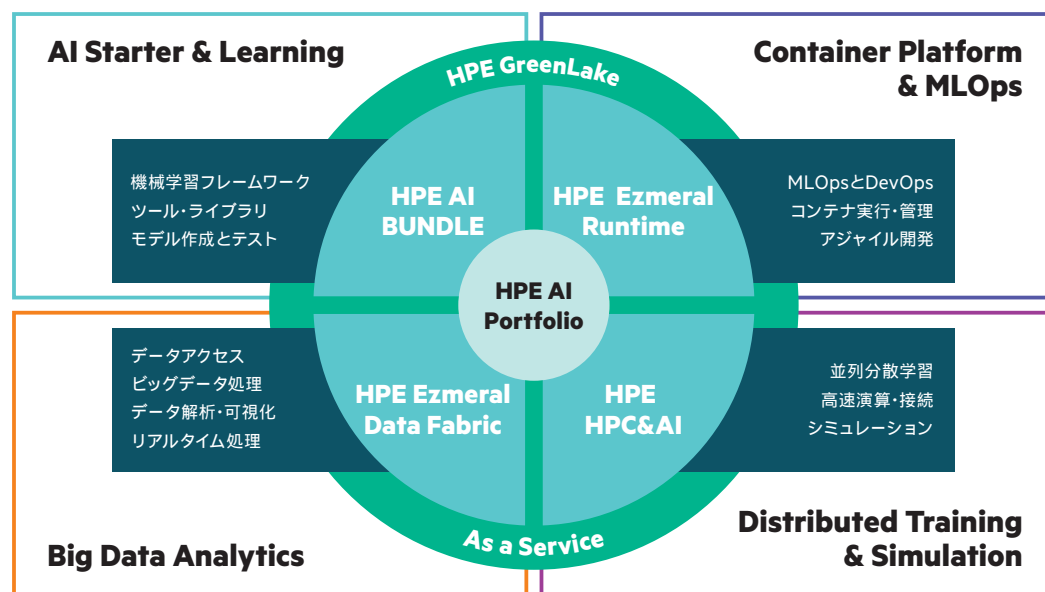 AI Starter & Learning
Container Platform
& MLOps
HPE GreenLake
機械学習フレームワーク
ツール・ライブラリ
モデル作成とテスト
HPE AI
BUNDLE
HPE Ezmeral
Runtime
MLOpsとDevOps
コンテナ実行・管理
アジャイル開発
HPE AI
Portfolio
データアクセス
ビッグデータ処理
データ解析・可視化
リアルタイム処理
HPE Ezmeral
Data Fabric
HPE
HPC&AI
並列分散学習
高速演算・接続
シミュレーション
As a Service
Big Data Analytics
Distributed Training
& Simulation